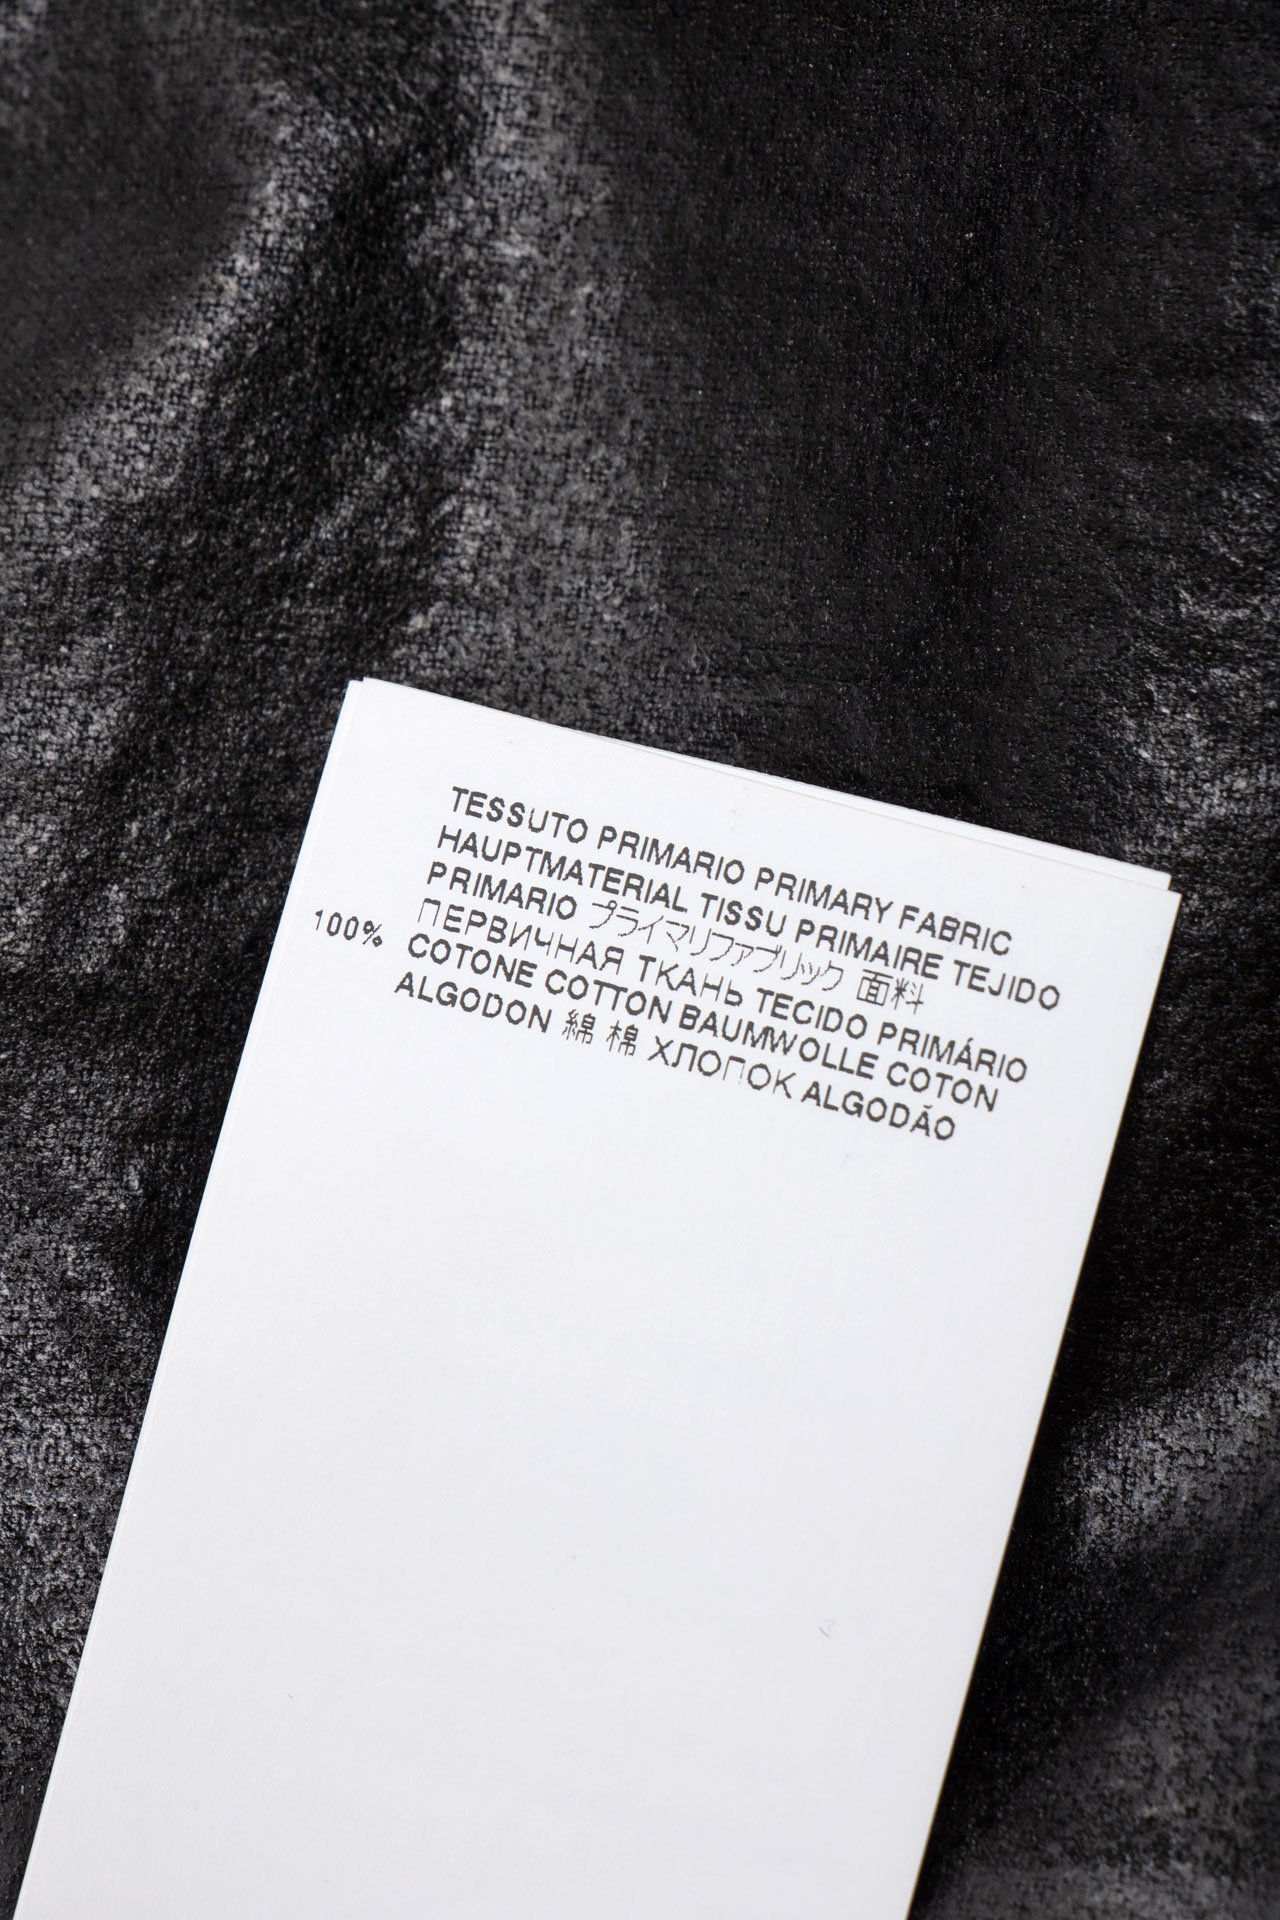 TESSUTO PRIMARIO PRIMARY FABRIC
HAUPTMATERIAL TISSU PRIMAIRE TEJIDO
PRIMARIO プライマリファブリック 面料
ПЕРВИЧНАЯ ТКАНЬ TECIDO PRIMÁRIO
100% COTONE COTTON BAUMWOLLE COTON
ALGODON 綿 棉 ХЛОПОК ALGODÃO